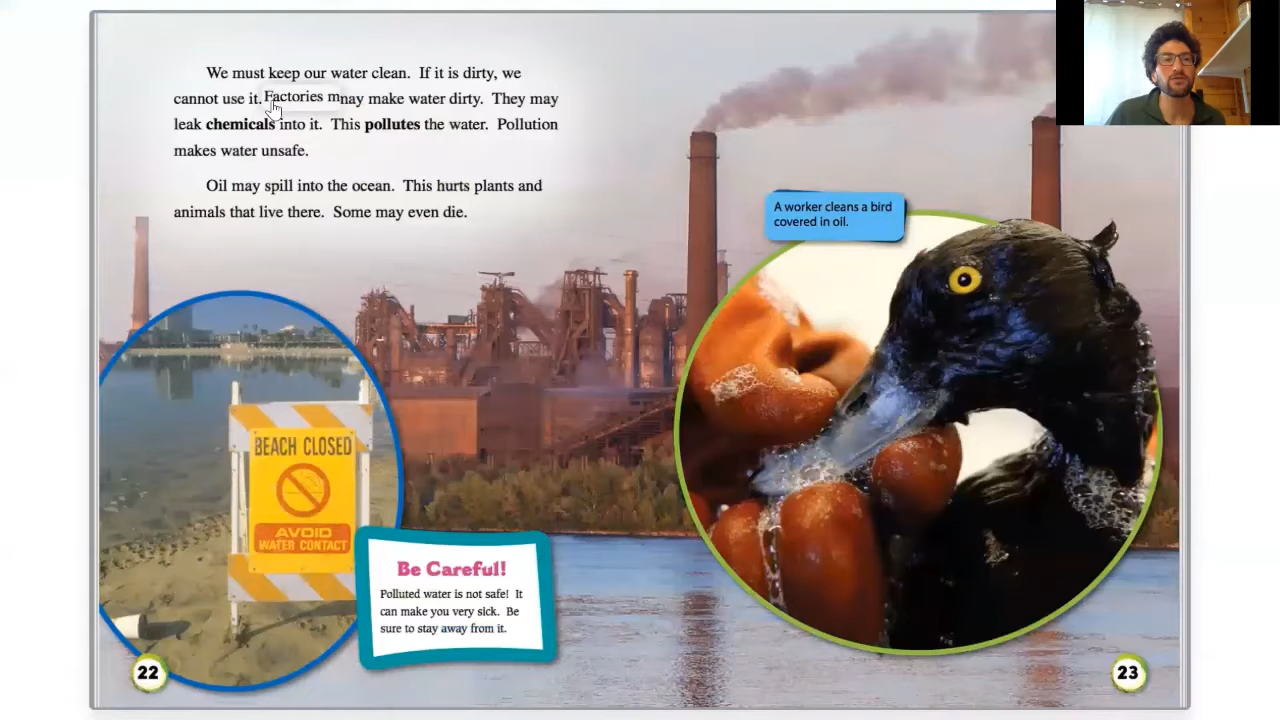 We must keep our water clean. If it is dirty, we
cannot use it. Factories mnay make water dirty. They may
leak chemicals into it. This pollutes the water. Pollution
makes water unsafe.
Oil may spill into the ocean. This hurts plants and
animals that live there. Some may even die.
A worker cleans a bird
covered in oil.
BEACH CLOSED
AVOID
WATER CONTACT
Be Careful!
Polluted water is not safe! It
can make you very sick. Be
sure to stay away from it.
22
23